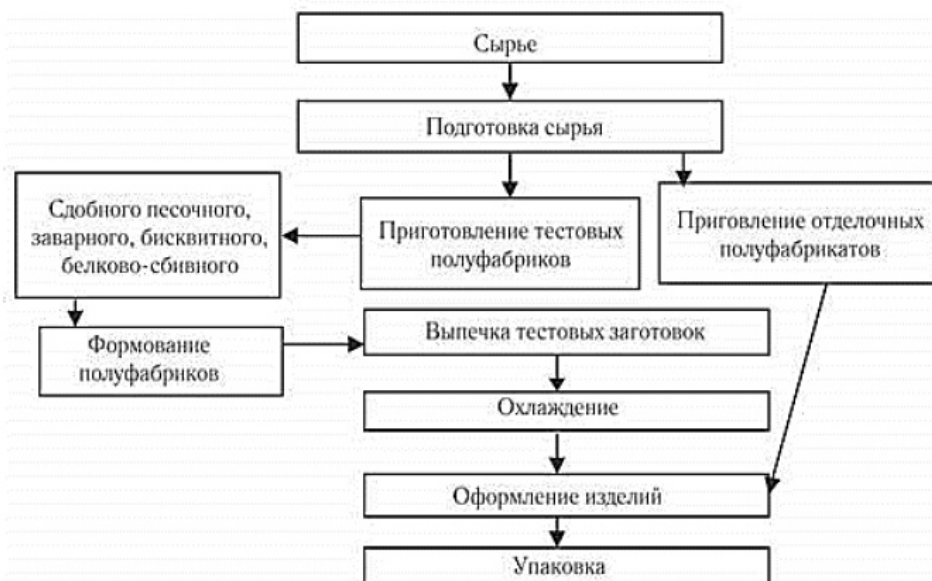 Сырье
Подготовка сырья
Сдобного песочного,
заварного, бисквитного,
белково-сбивного
Приготовление тестовых
полуфабриков
Приговление отделочных
полуфабрикатов
Формование
полуфабриков
Выпечка тестовых заготовок
Охлаждение
Оформление изделий
Упаковка